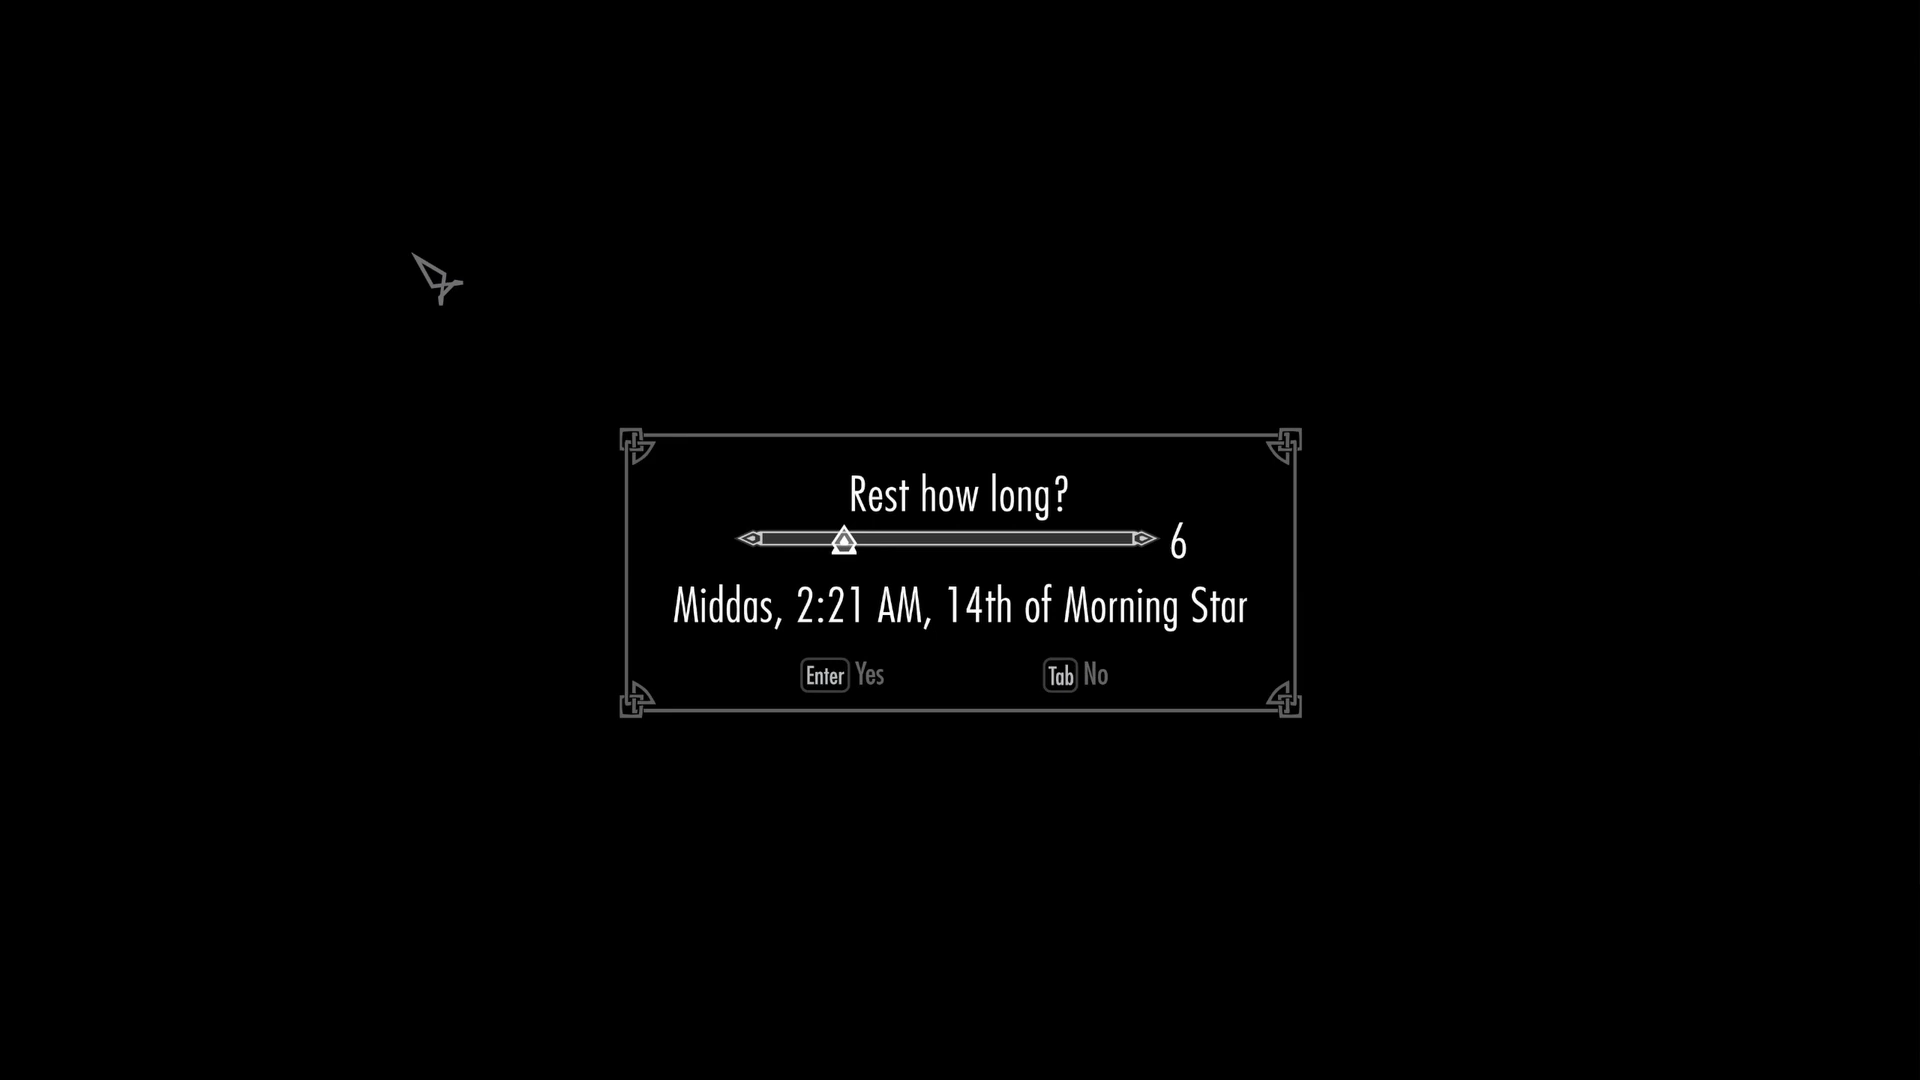 Rest how long?
6
Middas, 2:21 AM, 14th of Morning Star
Enter Yes Tab No